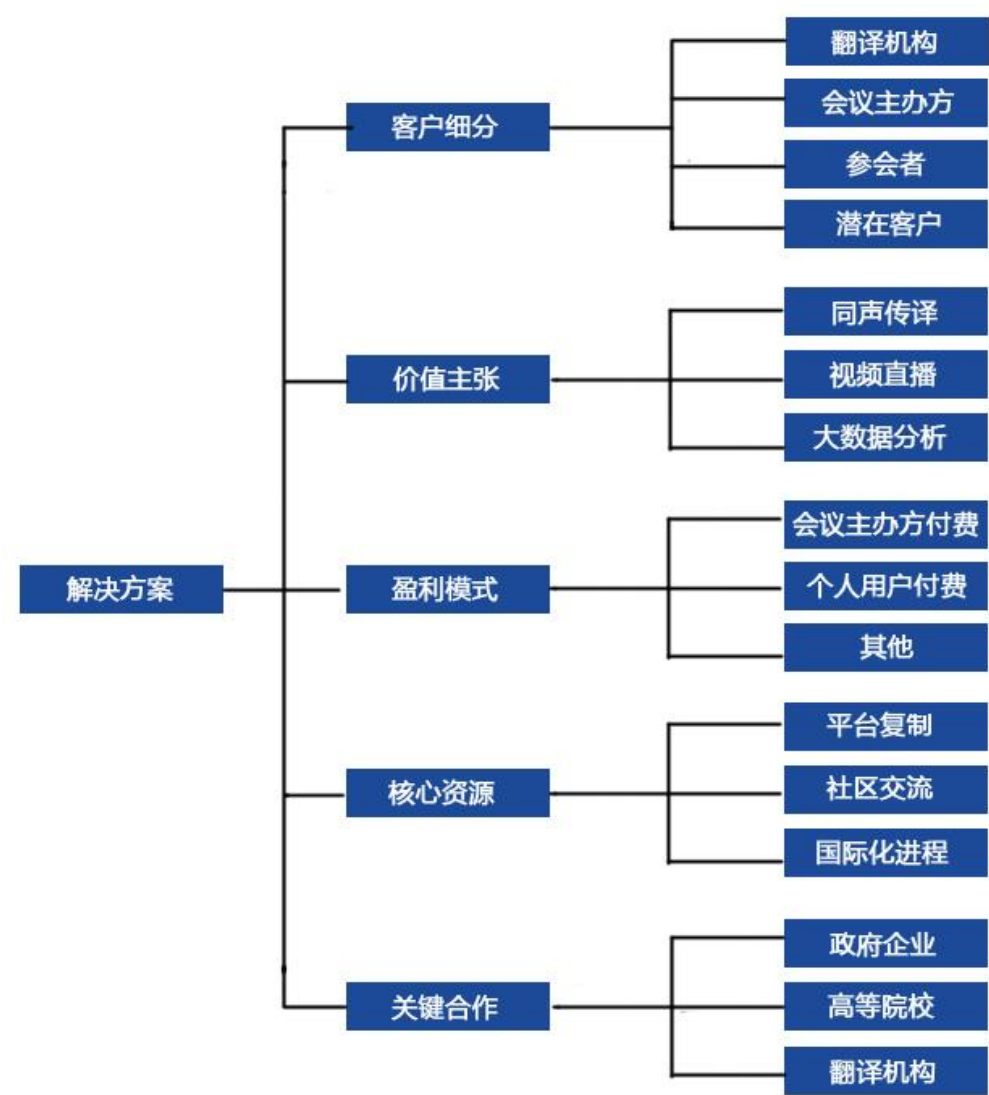 解决方案
客户细分
翻译机构
会议主办方
参会者
潜在客户
价值主张
同声传译
视频直播
大数据分析
盈利模式
会议主办方付费
个人用户付费
其他
核心资源
平台复制
社区交流
国际化进程
关键合作
政府企业
高等院校
翻译机构